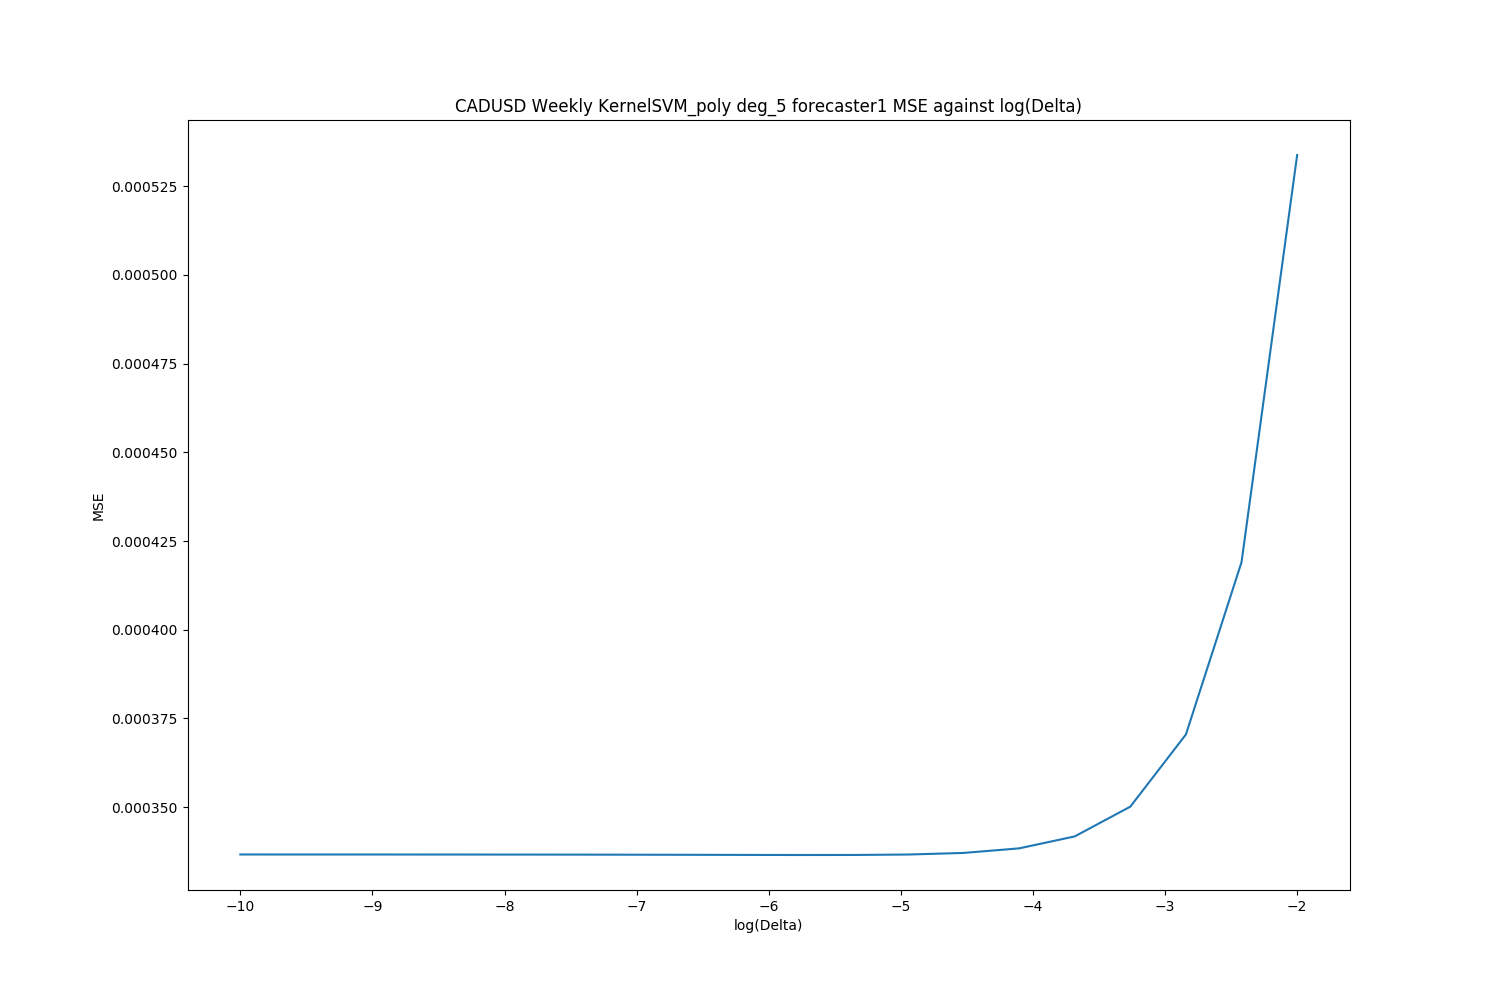 CADUSD Weekly KernelSVM_poly deg_5 forecaster1 MSE against log(Delta)
0.000525
0.000500
0.000475
0.000450
0.000425
0.000400
0.000375
0.000350
MSE
−10 −9 −8 −7 −6 −5 −4 −3 −2
log(Delta)